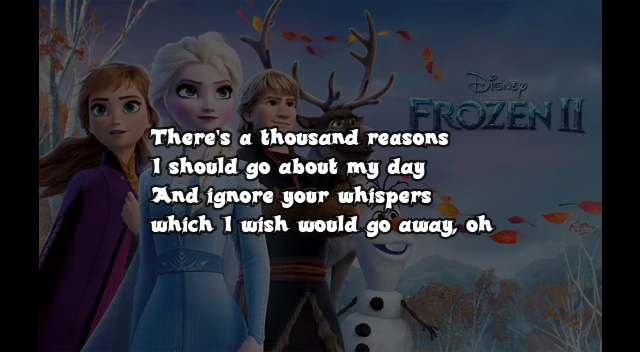 Disney
FROZEN II
There's a thousand reasons
I should go about my day
And ignore your whispers
which I wish would go away, oh